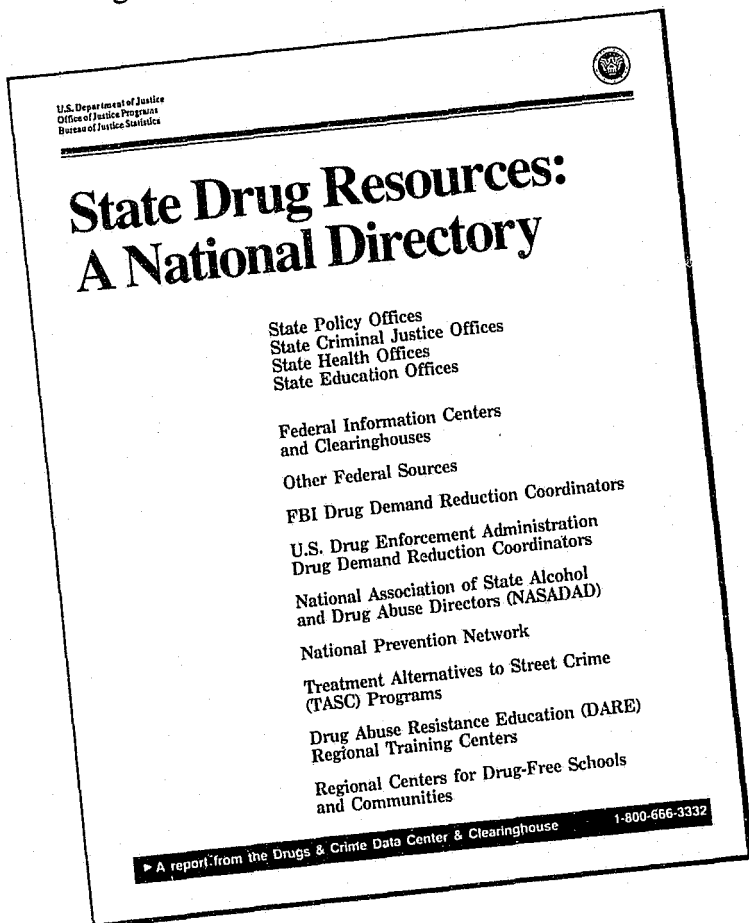 U.S. Department of Justice
Office of Justice Programs
Bureau of Justice Statistics
State Drug Resources:
A National Directory
State Policy Offices
State Criminal Justice Offices
State Health Offices
State Education Offices
Federal Information Centers
and Clearinghouses
Other Federal Sources
FBI Drug Demand Reduction Coordinators
U.S. Drug Enforcement Administration
Drug Demand Reduction Coordinators
National Association of State Alcohol
and Drug Abuse Directors (NASADAD)
National Prevention Network
Treatment Alternatives to Street Crime
(TASC) Programs
Drug Abuse Resistance Education (DARE)
Regional Training Centers
Regional Centers for Drug-Free Schools
and Communities
▶ A report from the Drugs & Crime Data Center & Clearinghouse 1-800-666-3332